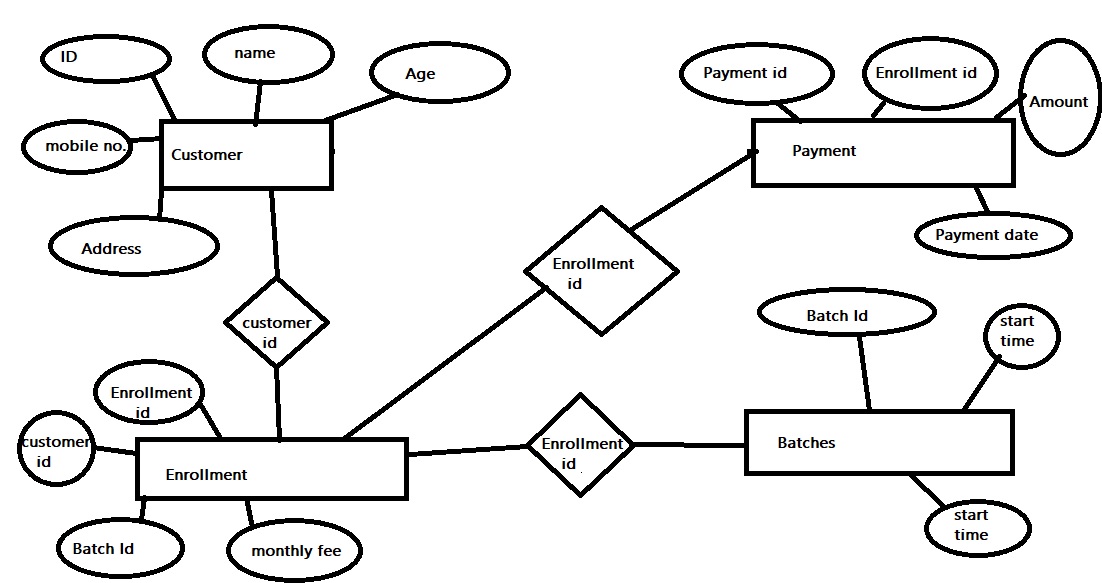 ID
name
Age
mobile no.
Customer
Address
Payment id
Enrollment id
Amount
Payment
Payment date
Enrollment
id
customer
id
Batch Id
start
time
Batches
start
time
Enrollment
id
Enrollment
id
customer
id
Enrollment
Batch Id
monthly fee